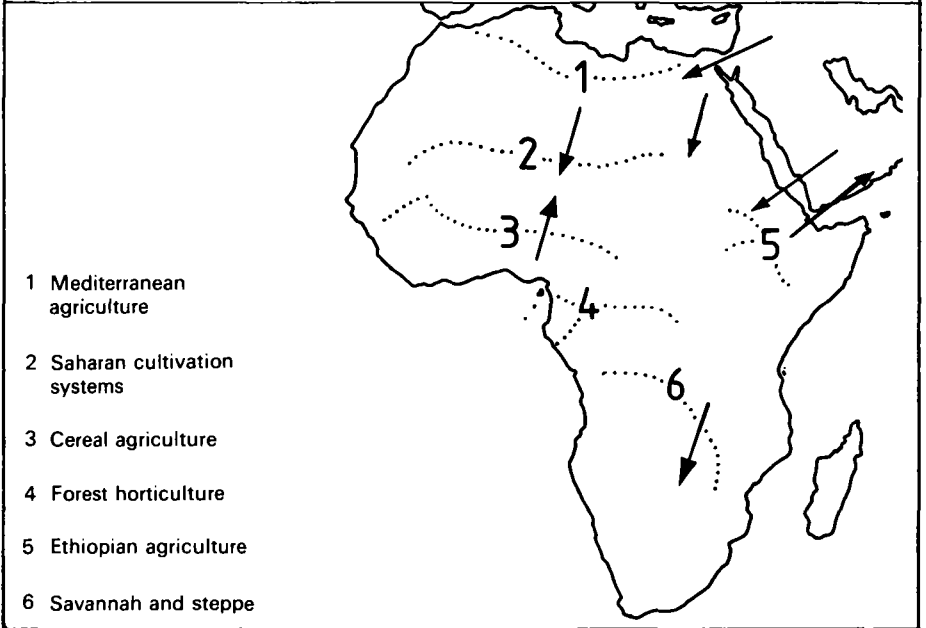 1 Mediterranean
agriculture
2 Saharan cultivation
systems
3 Cereal agriculture
4 Forest horticulture
5 Ethiopian agriculture
6 Savannah and steppe
1
2
3
5
4
6